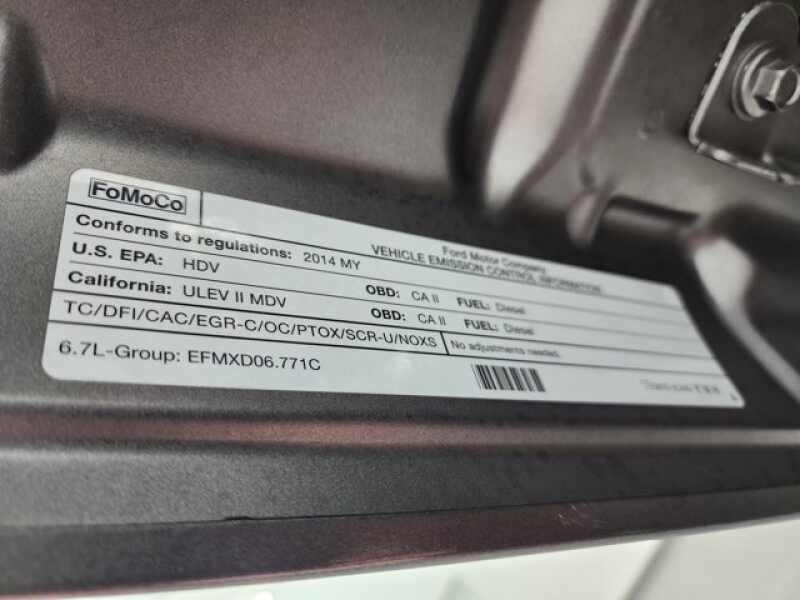 FoMoCo
Ford Motor Company
VEHICLE EMISSION CONTROL INFORMATION
Conforms to regulations: 2014 MY
U.S. EPA: HDV OBD: CA II FUEL: Diesel
California: ULEV II MDV OBD: CA II FUEL: Diesel
TC/DFI/CAC/EGR-C/OC/PTOX/SCR-U/NOXS No adjustments needed.
6.7L-Group: EFMXD06.771C